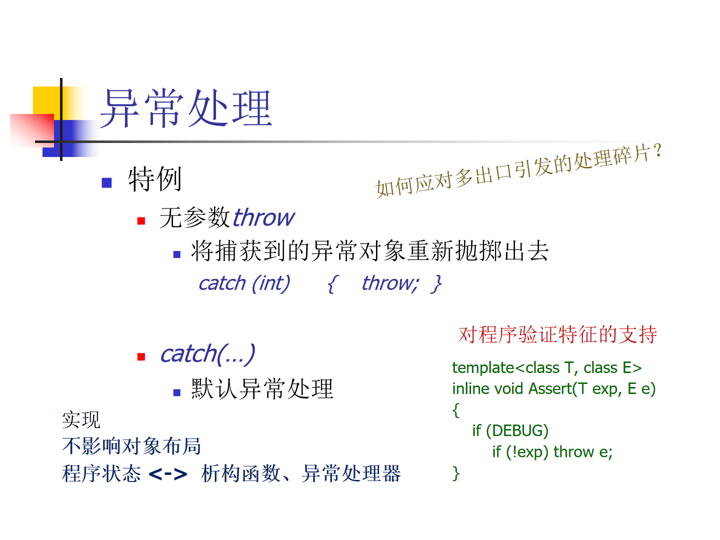 异常处理
如何应对多出口引发的处理碎片？
特例
无参数throw
将捕获到的异常对象重新抛掷出去
catch (int) { throw; }
catch(…)
默认异常处理
实现
不影响对象布局
程序状态 <-> 析构函数、异常处理器
对程序验证特征的支持
template<class T, class E>
inline void Assert(T exp, E e)
{
if (DEBUG)
if (!exp) throw e;
}